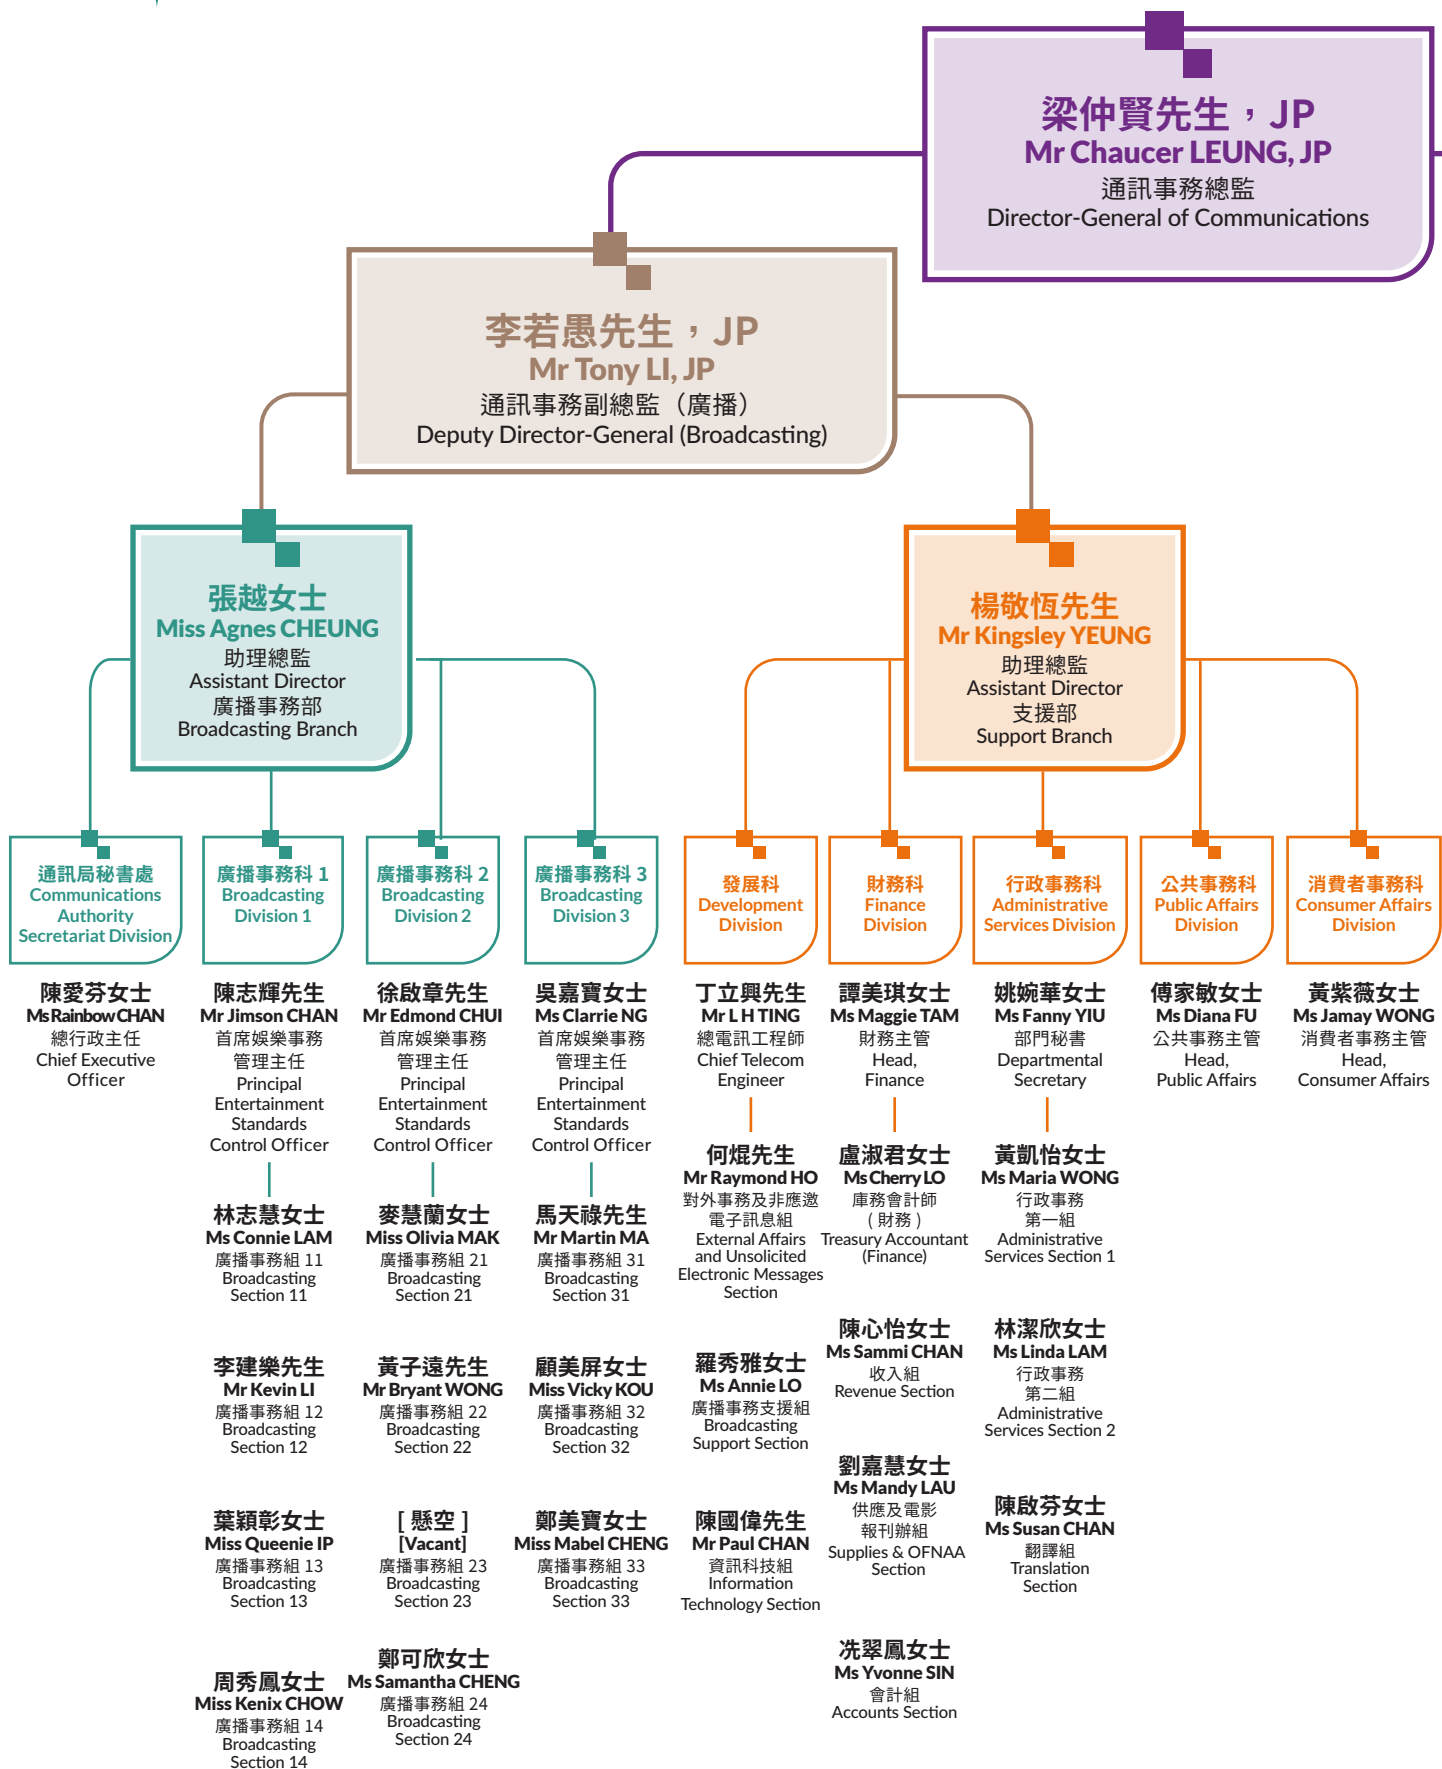 梁仲賢先生，JP
Mr Chaucer LEUNG, JP
通訊事務總監
Director-General of Communications
李若愚先生，JP
Mr Tony LI, JP
通訊事務副總監（廣播）
Deputy Director-General (Broadcasting)
張越女士
Miss Agnes CHEUNG
助理總監
Assistant Director
廣播事務部
Broadcasting Branch
楊敬恆先生
Mr Kingsley YEUNG
助理總監
Assistant Director
支援部
Support Branch
通訊局秘書處
Communications
Authority
Secretariat Division
陳愛芬女士
Ms Rainbow CHAN
總行政主任
Chief Executive
Officer
廣播事務科 1
Broadcasting
Division 1
陳志輝先生
Mr Jimson CHAN
首席娛樂事務
管理主任
Principal
Entertainment
Standards
Control Officer
林志慧女士
Ms Connie LAM
廣播事務組 11
Broadcasting
Section 11
李建樂先生
Mr Kevin LI
廣播事務組 12
Broadcasting
Section 12
葉穎彰女士
Miss Queenie IP
廣播事務組 13
Broadcasting
Section 13
周秀鳳女士
Miss Kenix CHOW
廣播事務組 14
Broadcasting
Section 14
廣播事務科 2
Broadcasting
Division 2
徐啟章先生
Mr Edmond CHUI
首席娛樂事務
管理主任
Principal
Entertainment
Standards
Control Officer
麥慧蘭女士
Miss Olivia MAK
廣播事務組 21
Broadcasting
Section 21
黃子遠先生
Mr Bryant WONG
廣播事務組 22
Broadcasting
Section 22
[ 懸空 ]
[Vacant]
廣播事務組 23
Broadcasting
Section 23
鄭可欣女士
Ms Samantha CHENG
廣播事務組 24
Broadcasting
Section 24
廣播事務科 3
Broadcasting
Division 3
吳嘉寶女士
Ms Clarrie NG
首席娛樂事務
管理主任
Principal
Entertainment
Standards
Control Officer
馬天祿先生
Mr Martin MA
廣播事務組 31
Broadcasting
Section 31
顧美屏女士
Miss Vicky KOU
廣播事務組 32
Broadcasting
Section 32
鄭美寶女士
Miss Mabel CHENG
廣播事務組 33
Broadcasting
Section 33
發展科
Development
Division
丁立興先生
Mr L H TING
總電訊工程師
Chief Telecom
Engineer
何焜先生
Mr Raymond HO
對外事務及非應邀
電子訊息組
External Affairs
and Unsolicited
Electronic Messages
Section
羅秀雅女士
Ms Annie LO
廣播事務支援組
Broadcasting
Support Section
陳國偉先生
Mr Paul CHAN
資訊科技組
Information
Technology Section
財務科
Finance
Division
譚美琪女士
Ms Maggie TAM
財務主管
Head,
Finance
盧淑君女士
Ms Cherry LO
庫務會計師
( 財務 )
Treasury Accountant
(Finance)
陳心怡女士
Ms Sammi CHAN
收入組
Revenue Section
劉嘉慧女士
Ms Mandy LAU
供應及電影
報刊辦組
Supplies & OFNAA
Section
冼翠鳳女士
Ms Yvonne SIN
會計組
Accounts Section
行政事務科
Administrative
Services Division
姚婉華女士
Ms Fanny YIU
部門秘書
Departmental
Secretary
黃凱怡女士
Ms Maria WONG
行政事務
第一組
Administrative
Services Section 1
林潔欣女士
Ms Linda LAM
行政事務
第二組
Administrative
Services Section 2
陳啟芬女士
Ms Susan CHAN
翻譯組
Translation
Section
公共事務科
Public Affairs
Division
傅家敏女士
Ms Diana FU
公共事務主管
Head,
Public Affairs
消費者事務科
Consumer Affairs
Division
黃紫薇女士
Ms Jamay WONG
消費者事務主管
Head,
Consumer Affairs